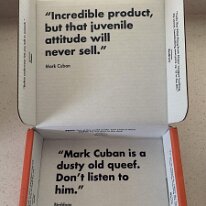 "Incredible product,
but that juvenile
attitude will
never sell."
Mark Cuban
"Mark Cuban is a
dusty old queef.
Don't listen to
him."